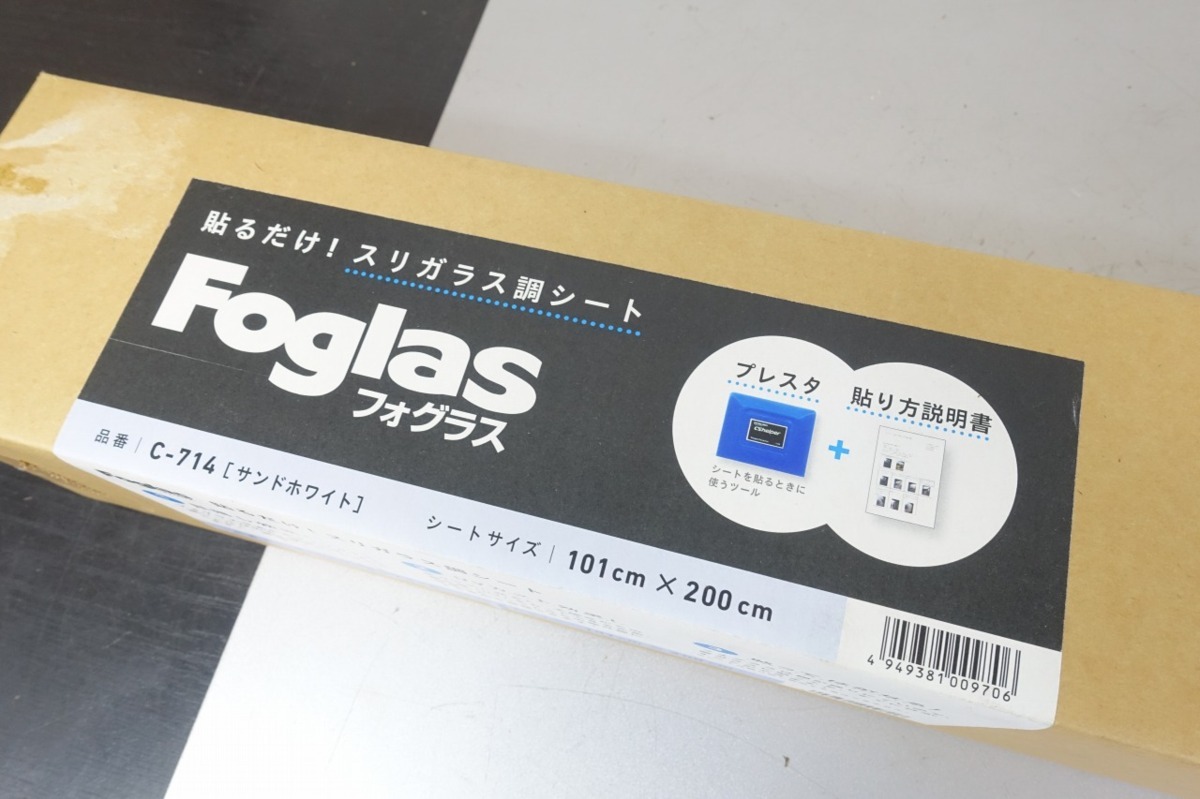 貼るだけ！スリガラス調シート
Foglas
フォグラス
品番 | C-714 [サンドホワイト]
シートサイズ | 101cm × 200cm
プレスタ
シートを貼るときに
使うツール
+
貼り方説明書
4 949381 009706